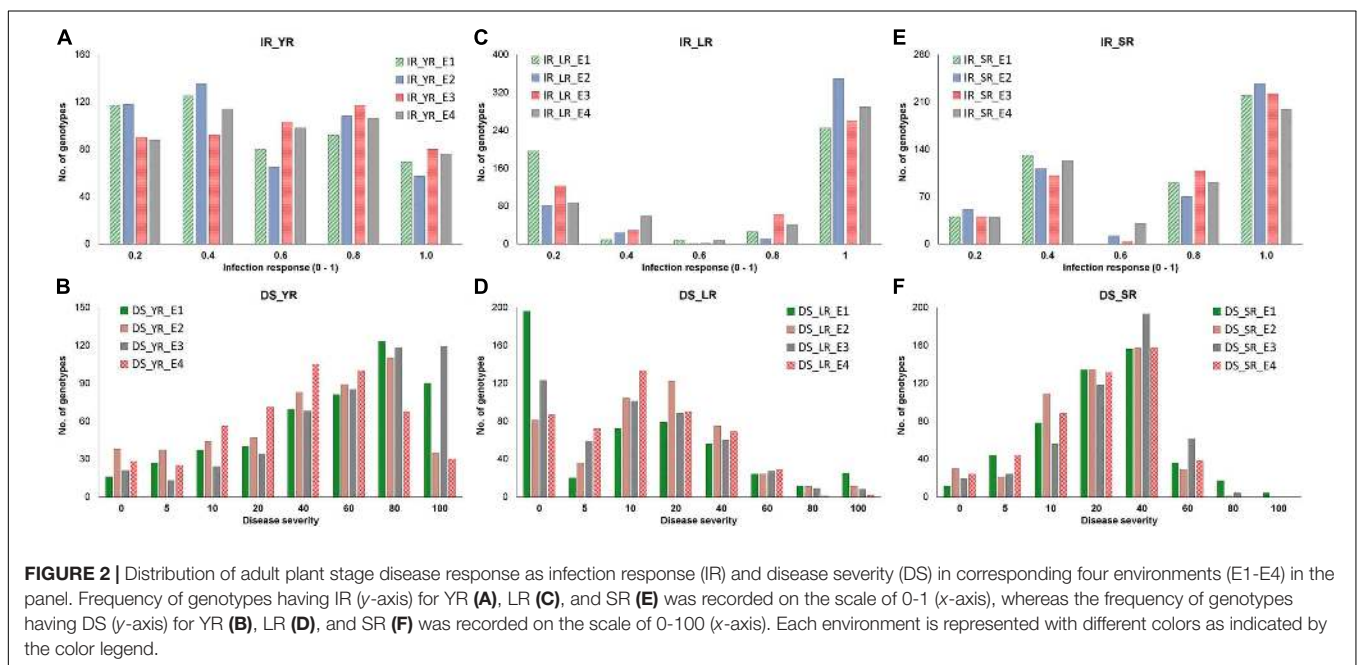 A
IR_YR
160
120
80
40
0
No. of genotypes
IR_YR_E1
IR_YR_E2
IR_YR_E3
IR_YR_E4
0.2 0.4 0.6 0.8 1.0
Infection response (0 - 1)
C
IR_LR
400
320
240
160
80
0
No. of genotypes
IR_LR_E1
IR_LR_E2
IR_LR_E3
IR_LR_E4
0.2 0.4 0.6 0.8 1
Infection response (0 - 1)
E
IR_SR
280
210
140
70
0
No. of genotypes
IR_SR_E1
IR_SR_E2
IR_SR_E3
IR_SR_E4
0.2 0.4 0.6 0.8 1.0
Infection response (0 - 1)
B
DS_YR
150
120
90
60
30
0
No. of genotypes
DS_YR_E1
DS_YR_E2
DS_YR_E3
DS_YR_E4
0 5 10 20 40 60 80 100
Disease severity
D
DS_LR
200
160
120
80
40
0
No. of genotypes
DS_LR_E1
DS_LR_E2
DS_LR_E3
DS_LR_E4
0 5 10 20 40 60 80 100
Disease severity
F
DS_SR
200
160
120
80
40
0
No. of genotypes
DS_SR_E1
DS_SR_E2
DS_SR_E3
DS_SR_E4
0 5 10 20 40 60 80 100
Disease severity
FIGURE 2 | Distribution of adult plant stage disease response as infection response (IR) and disease severity (DS) in corresponding four environments (E1-E4) in the
panel. Frequency of genotypes having IR (y-axis) for YR (A), LR (C), and SR (E) was recorded on the scale of 0-1 (x-axis), whereas the frequency of genotypes
having DS (y-axis) for YR (B), LR (D), and SR (F) was recorded on the scale of 0-100 (x-axis). Each environment is represented with different colors as indicated by
the color legend.